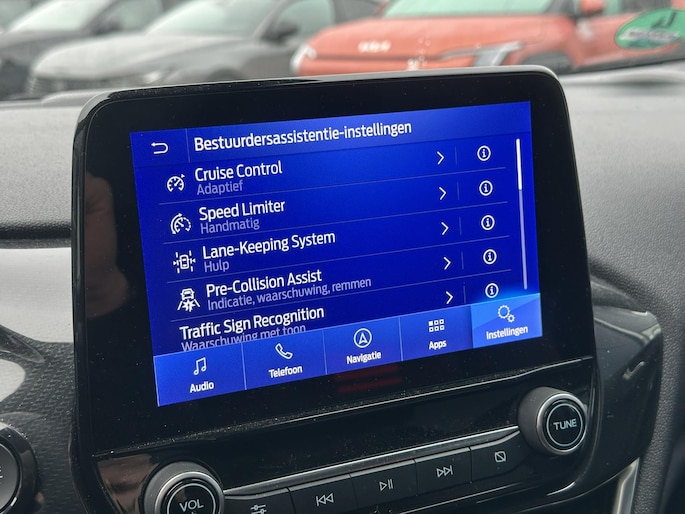 Bestuurdersassistentie-instellingen
Cruise Control
Adaptief
Speed Limiter
Handmatig
Lane-Keeping System
Hulp
Pre-Collision Assist
Indicatie, waarschuwing, remmen
Traffic Sign Recognition
Waarschuwing met toon
Audio
Telefoon
Navigatie
Apps
Instellingen
TUNE
VOL